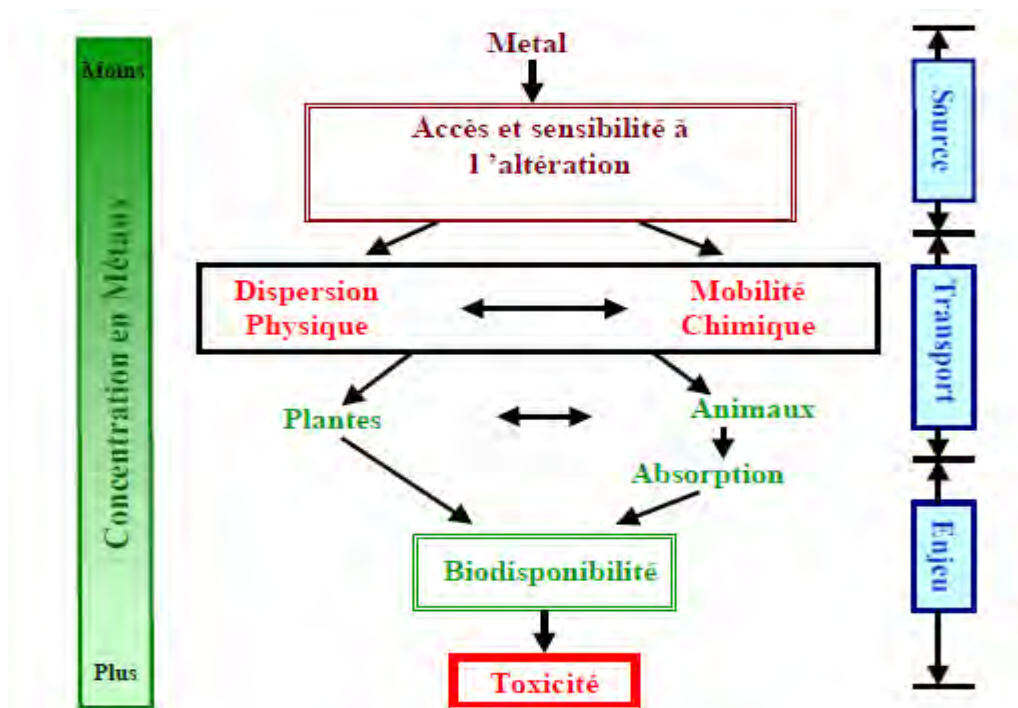 Metal
Moins
Accès et sensibilité à
l ’altération
Source
Dispersion
Physique
Mobilité
Chimique
Transport
Concentration en Métaux
Plantes
Animaux
Absorption
Enjeu
Biodisponibilité
Plus
Toxicité